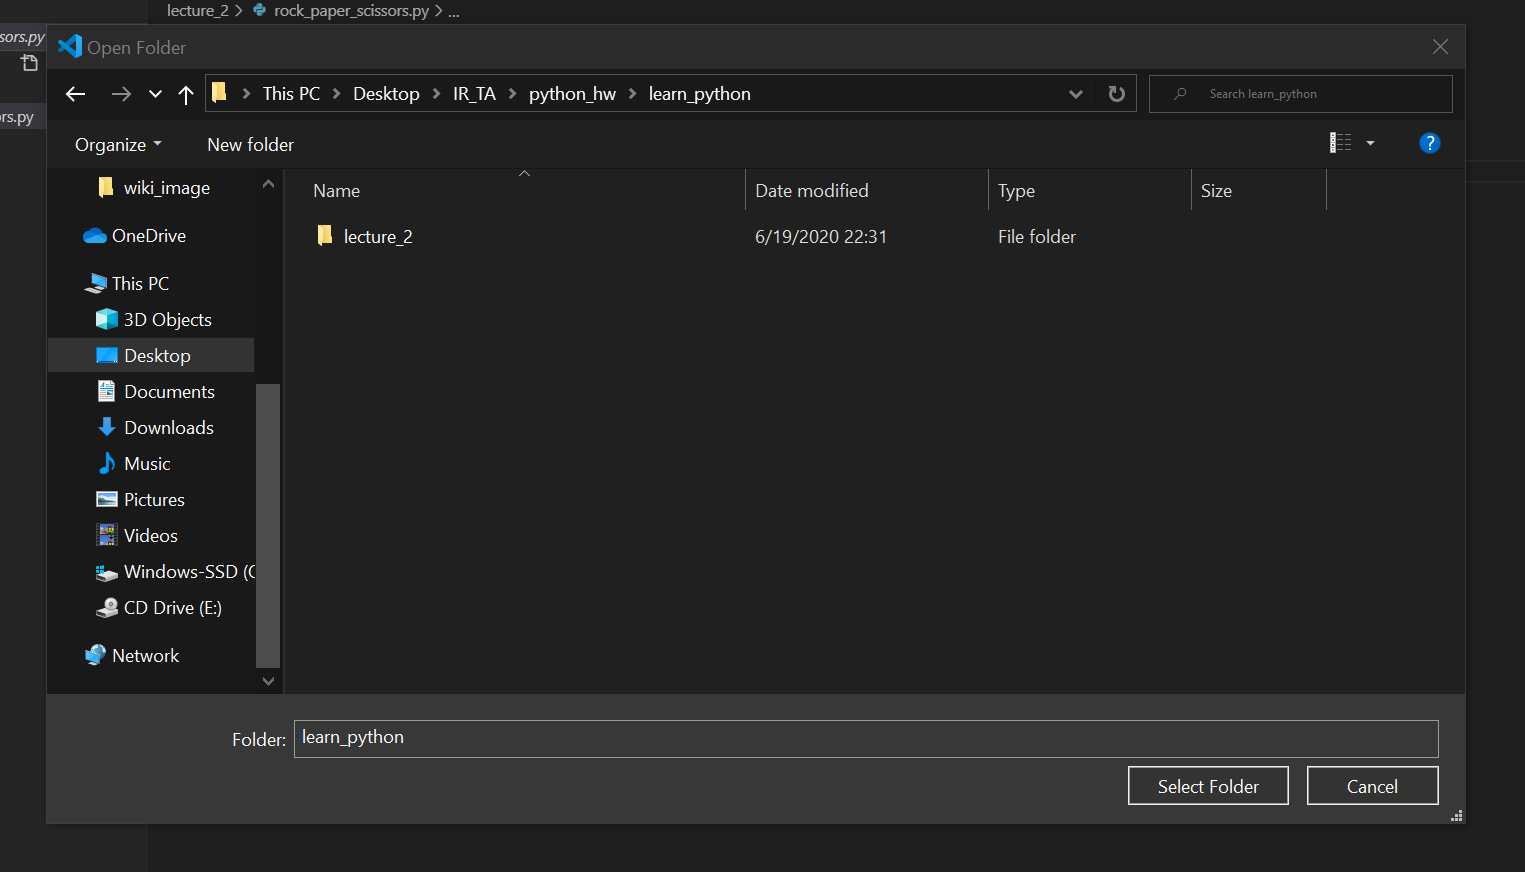 lecture_2 > rock_paper_scissors.py > ...
ssors.py
Open Folder
This PC > Desktop > IR_TA > python_hw > learn_python
Search learn_python
ors.py
Organize
New folder
?
wiki_image
Name
Date modified
Type
Size
OneDrive
lecture_2
6/19/2020 22:31
File folder
This PC
3D Objects
Desktop
Documents
Downloads
Music
Pictures
Videos
Windows-SSD (C
CD Drive (E:)
Network
Folder:
learn_python
Select Folder
Cancel